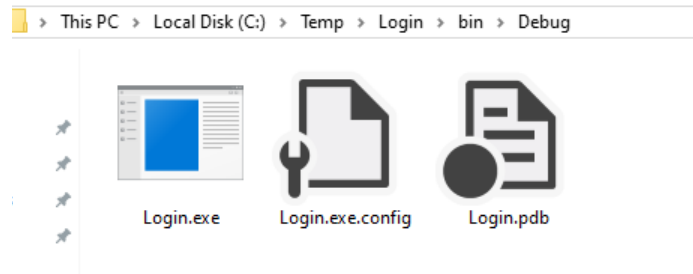 This PC > Local Disk (C:) > Temp > Login > bin > Debug
Login.exe
Login.exe.config
Login.pdb